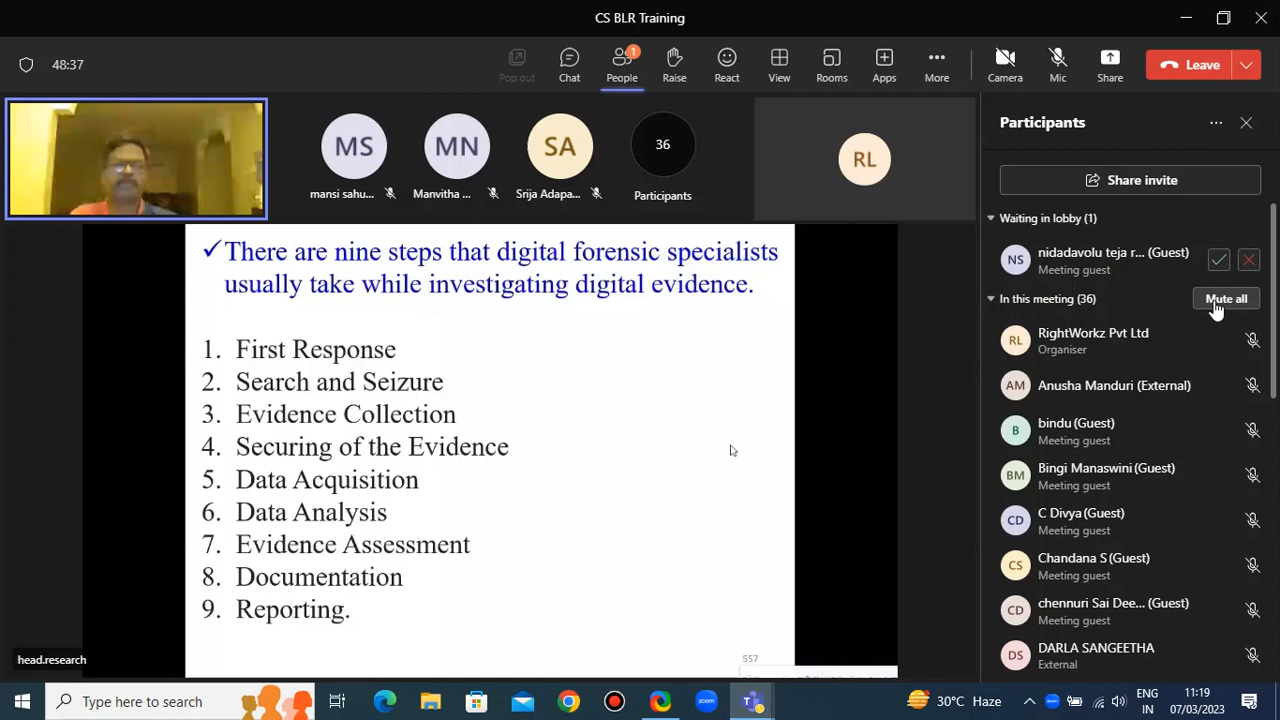 CS BLR Training
48:37
Pop out
Chat
1
People
Raise
React
View
Rooms
Apps
More
Camera
Mic
Share
Leave
MS
mansi sahu...
MN
Manvitha ...
SA
Srija Adapa...
36
Participants
RL
✓There are nine steps that digital forensic specialists
usually take while investigating digital evidence.
1. First Response
2. Search and Seizure
3. Evidence Collection
4. Securing of the Evidence
5. Data Acquisition
6. Data Analysis
7. Evidence Assessment
8. Documentation
9. Reporting.
557
head.research
Participants
Share invite
Waiting in lobby (1)
NS
nidadavolu teja r... (Guest)
Meeting guest
In this meeting (36)
Mute all
RL
RightWorkz Pvt Ltd
Organiser
AM
Anusha Manduri (External)
B
bindu (Guest)
Meeting guest
BM
Bingi Manaswini (Guest)
Meeting guest
CD
C Divya (Guest)
Meeting guest
CS
Chandana S (Guest)
Meeting guest
CD
chennuri Sai Dee... (Guest)
Meeting guest
DS
DARLA SANGEETHA
External
Type here to search
zoom
30°C Haze
zoom
ENG
IN
11:19
07/03/2023